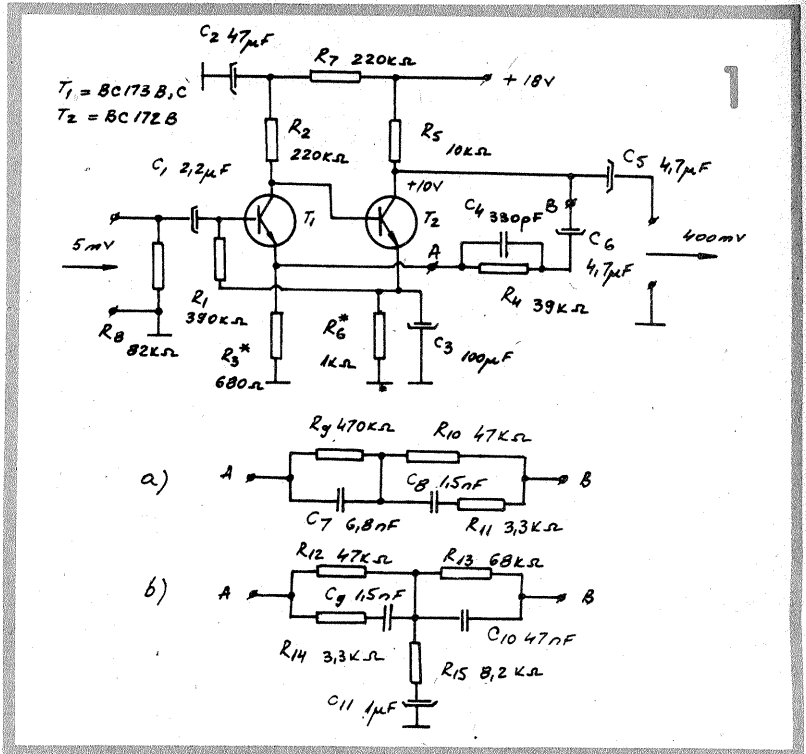 1
C2 47μF
R7 220KΩ
+ 18V
T1 = BC173B,C
T2 = BC172B
R2
220KΩ
R5
10KΩ
C1 2,2μF
C5 4,7μF
+10V
T1
T2
C4 390pF
B
C6
4,7μF
5mV
A
400mV
R4 39KΩ
R1
390KΩ
R8
82KΩ
R3*
680Ω
R6*
1KΩ
*
C3 100μF
a)
A
R9 470KΩ
R10 47KΩ
C8 1,5nF
B
C7 6,8nF
R11 3,3KΩ
b)
A
R12 47KΩ
R13 68KΩ
C9 1,5nF
B
R14 3,3KΩ
C10 47nF
R15 8,2KΩ
C11 1μF